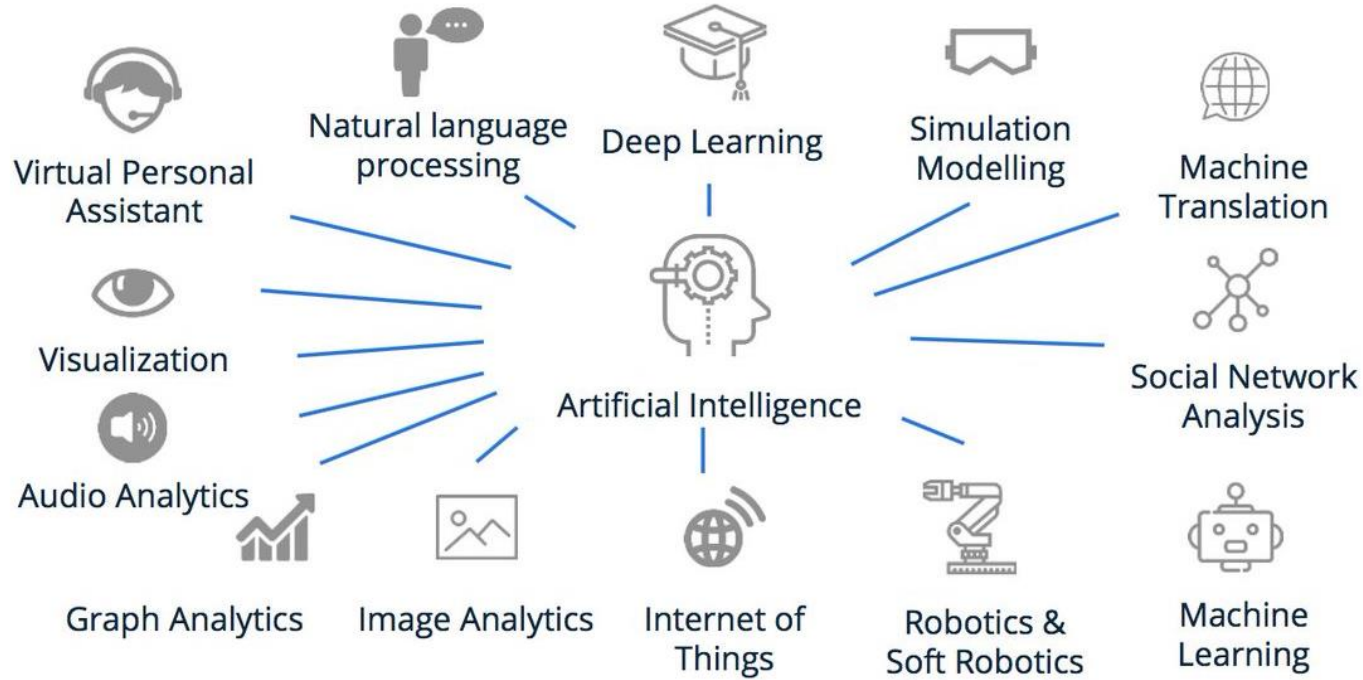 Natural language
processing
Deep Learning
Simulation
Modelling
Virtual Personal
Assistant
Machine
Translation
Visualization
Artificial Intelligence
Social Network
Analysis
Audio Analytics
Graph Analytics
Image Analytics
Internet of
Things
Robotics &
Soft Robotics
Machine
Learning